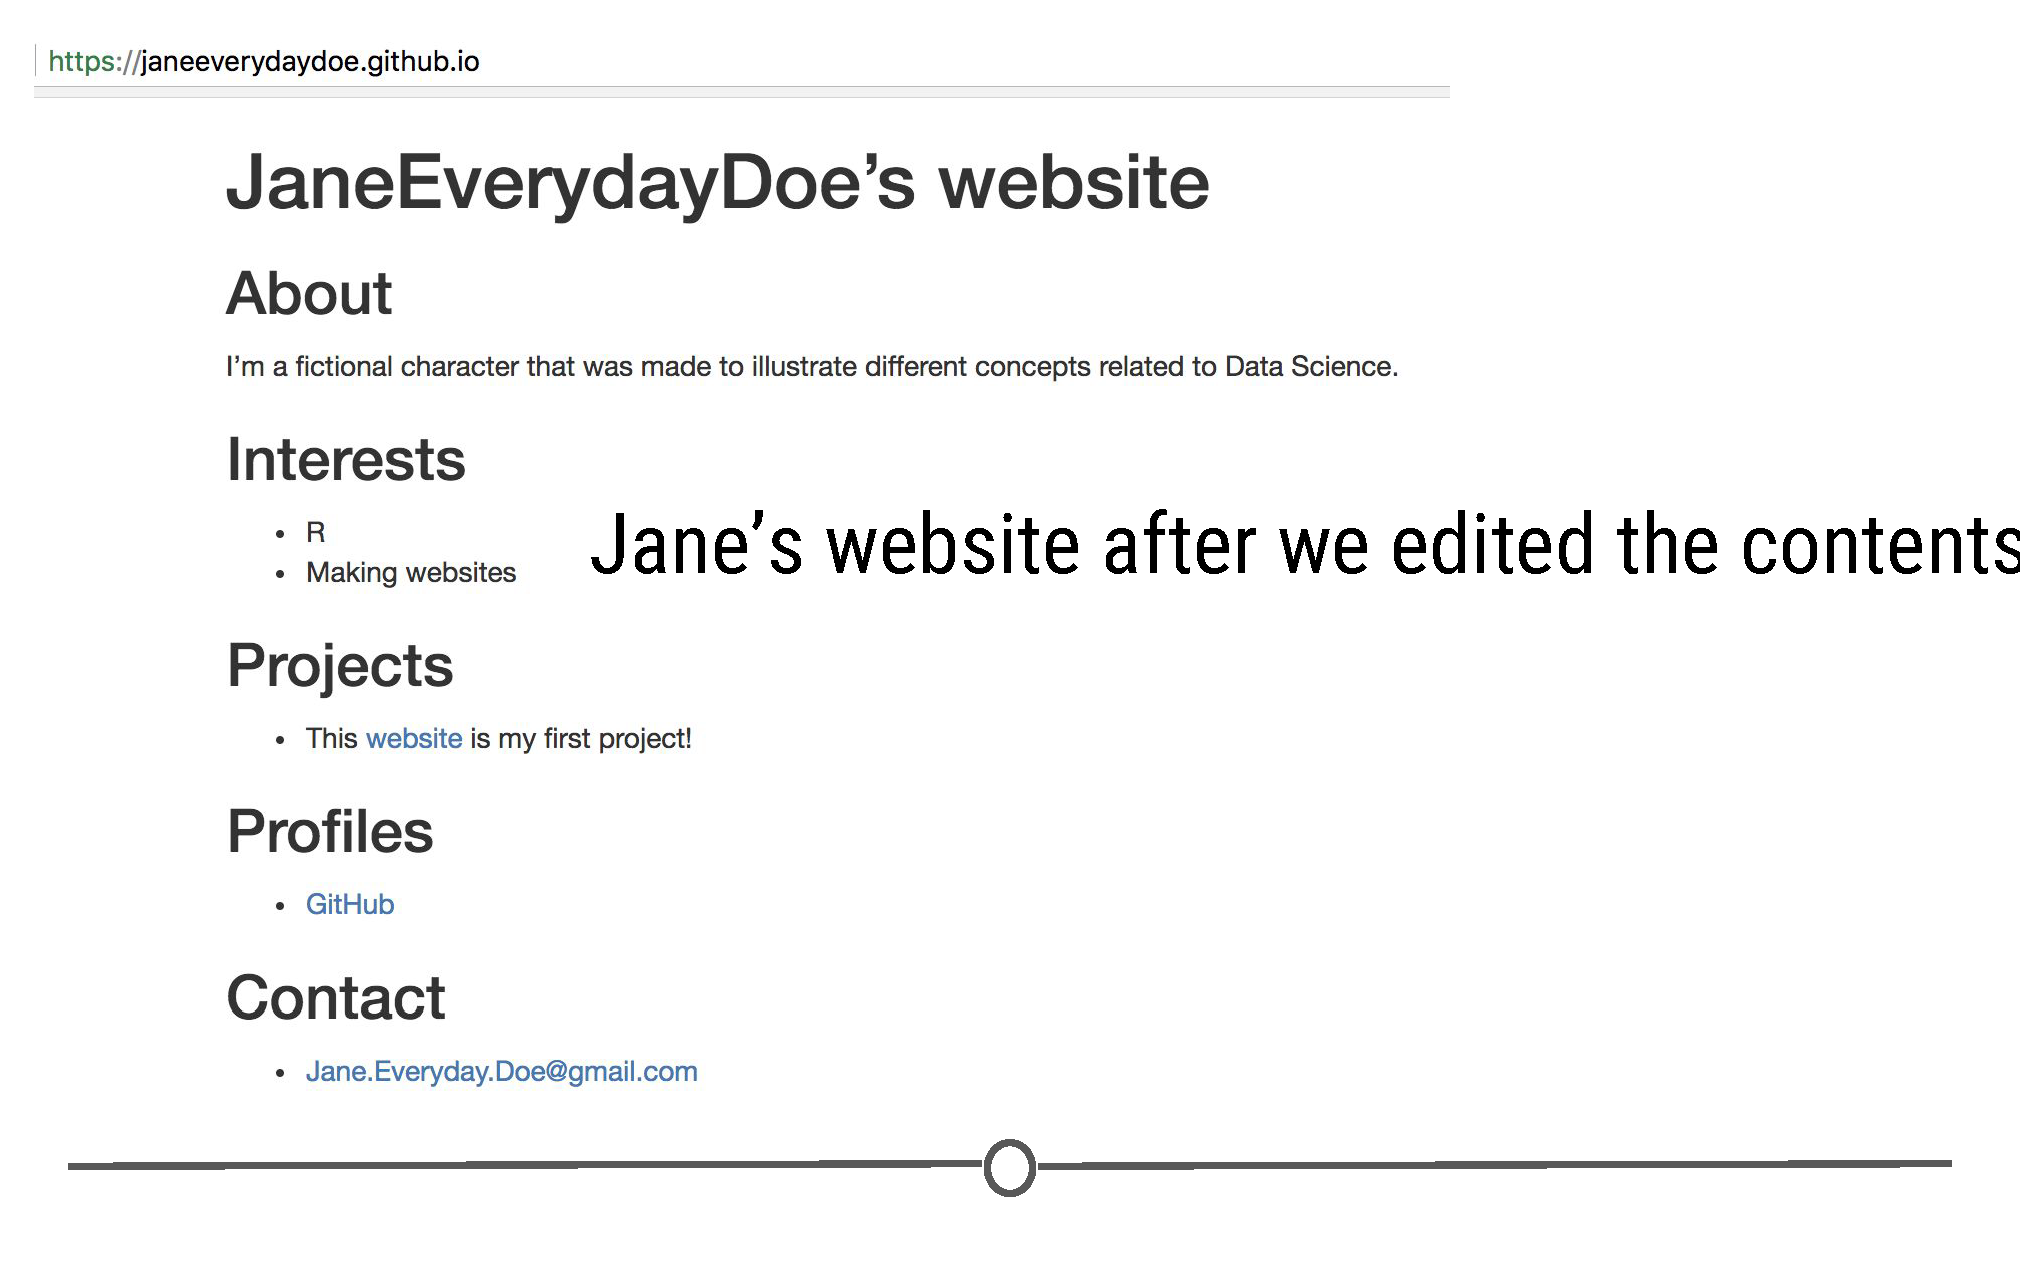 https://janeeverydaydoe.github.io
JaneEverydayDoe’s website
About
I’m a fictional character that was made to illustrate different concepts related to Data Science.
Interests
• R
• Making websites
Jane’s website after we edited the contents
Projects
• This website is my first project!
Profiles
• GitHub
Contact
• Jane.Everyday.Doe@gmail.com